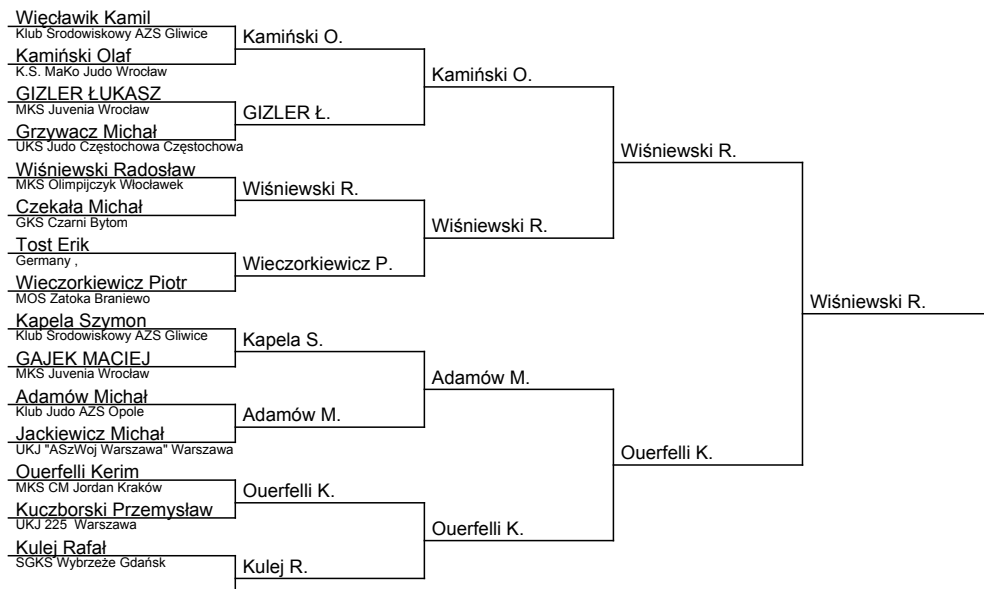 Więcławik Kamil
Klub Środowiskowy AZS Gliwice
Kamiński Olaf
K.S. MaKo Judo Wrocław
GIZLER ŁUKASZ
MKS Juvenia Wrocław
Grzywacz Michał
UKS Judo Częstochowa Częstochowa
Wiśniewski Radosław
MKS Olimpijczyk Włocławek
Czekała Michał
GKS Czarni Bytom
Tost Erik
Germany ,
Wieczorkiewicz Piotr
MOS Zatoka Braniewo
Kapela Szymon
Klub Środowiskowy AZS Gliwice
GAJEK MACIEJ
MKS Juvenia Wrocław
Adamów Michał
Klub Judo AZS Opole
Jackiewicz Michał
UKJ "ASzWoj Warszawa" Warszawa
Ouerfelli Kerim
MKS CM Jordan Kraków
Kuczborski Przemysław
UKJ 225 Warszawa
Kulej Rafał
SGKS Wybrzeże Gdańsk
Kamiński O.
GIZLER Ł.
Wiśniewski R.
Wieczorkiewicz P.
Kapela S.
Adamów M.
Ouerfelli K.
Kulej R.
Kamiński O.
Wiśniewski R.
Adamów M.
Ouerfelli K.
Wiśniewski R.
Ouerfelli K.
Wiśniewski R.